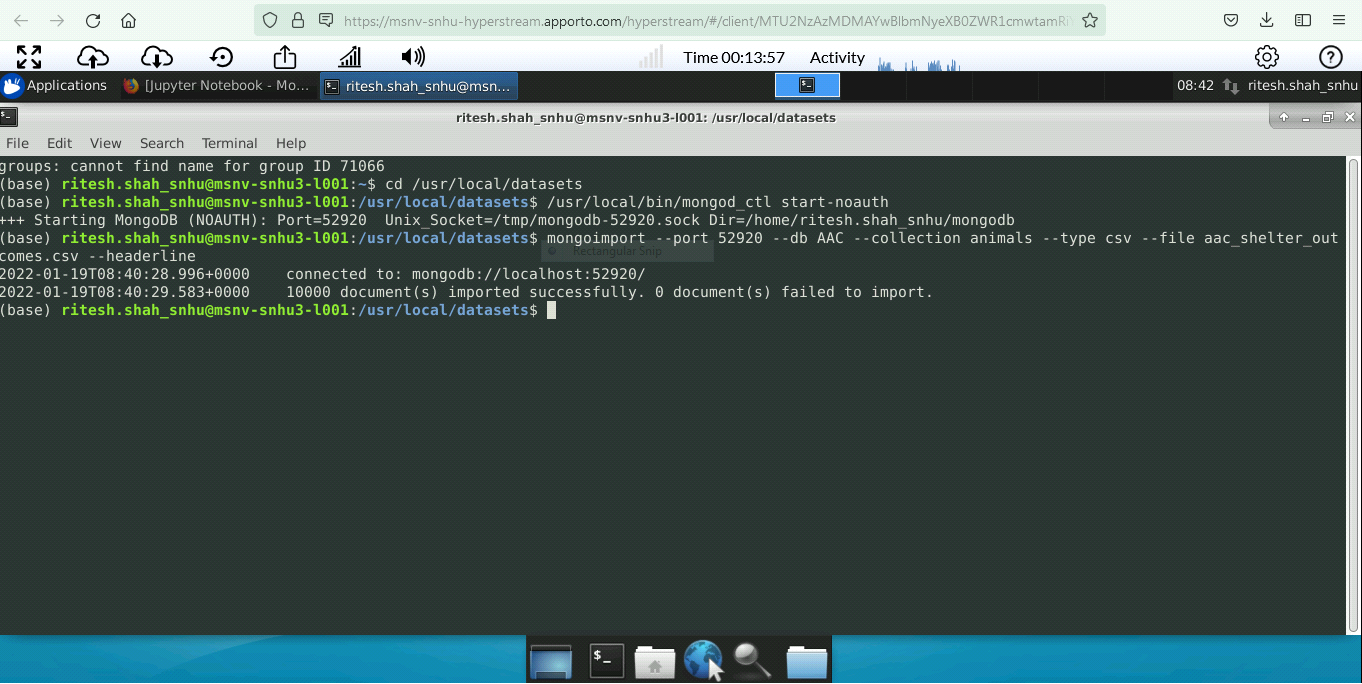 https://msnv-snhu-hyperstream.apporto.com/hyperstream/#/client/MTU2NzAzMDMAYwBlbmNyeXB0ZWR1cmwtamRi
Time 00:13:57 Activity
Applications [Jupyter Notebook - Mo... ritesh.shah_snhu@msn... 08:42 ritesh.shah_snhu
ritesh.shah_snhu@msnv-snhu3-l001: /usr/local/datasets
File Edit View Search Terminal Help
groups: cannot find name for group ID 71066
(base) ritesh.shah_snhu@msnv-snhu3-l001:~$ cd /usr/local/datasets
(base) ritesh.shah_snhu@msnv-snhu3-l001:/usr/local/datasets$ /usr/local/bin/mongod_ctl start-noauth
+++ Starting MongoDB (NOAUTH): Port=52920  Unix_Socket=/tmp/mongodb-52920.sock Dir=/home/ritesh.shah_snhu/mongodb
(base) ritesh.shah_snhu@msnv-snhu3-l001:/usr/local/datasets$ mongoimport --port 52920 --db AAC --collection animals --type csv --file aac_shelter_out
Rectangular Snip
comes.csv --headerline
2022-01-19T08:40:28.996+0000    connected to: mongodb://localhost:52920/
2022-01-19T08:40:29.583+0000    10000 document(s) imported successfully. 0 document(s) failed to import.
(base) ritesh.shah_snhu@msnv-snhu3-l001:/usr/local/datasets$